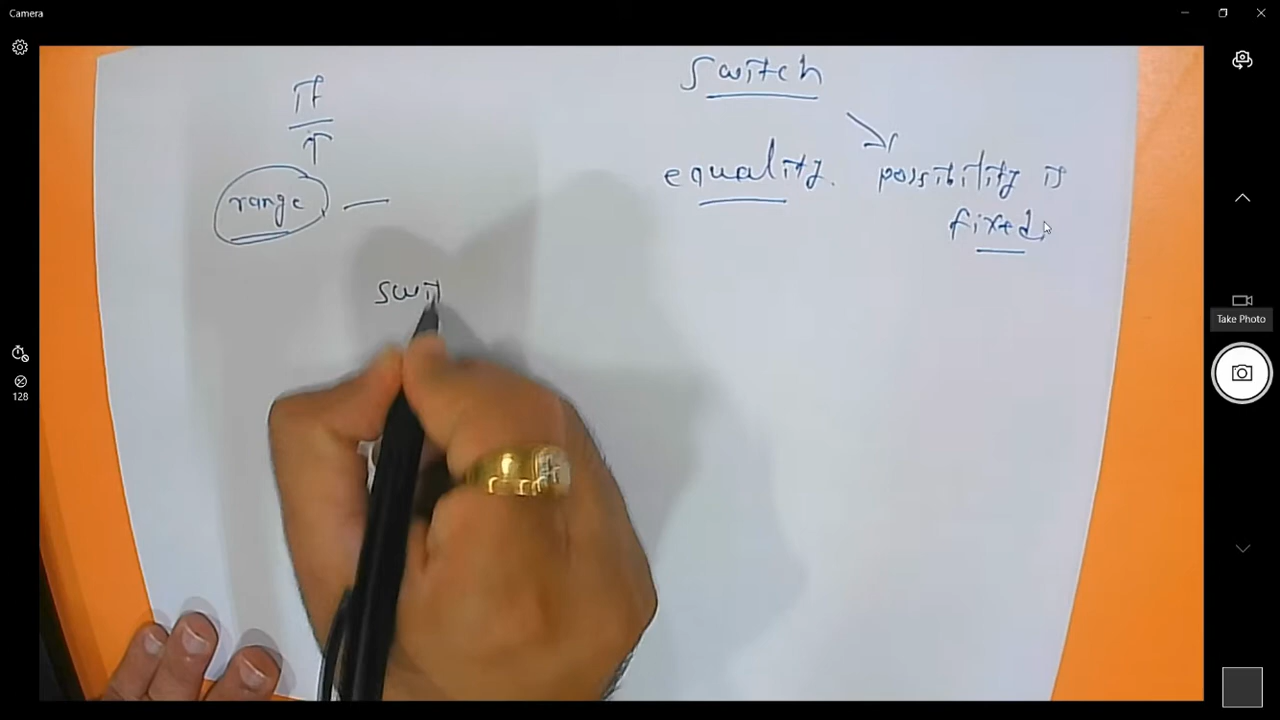 Camera
if
switch
range —
equality.
possibility is
fixed.
swit
Take Photo
128